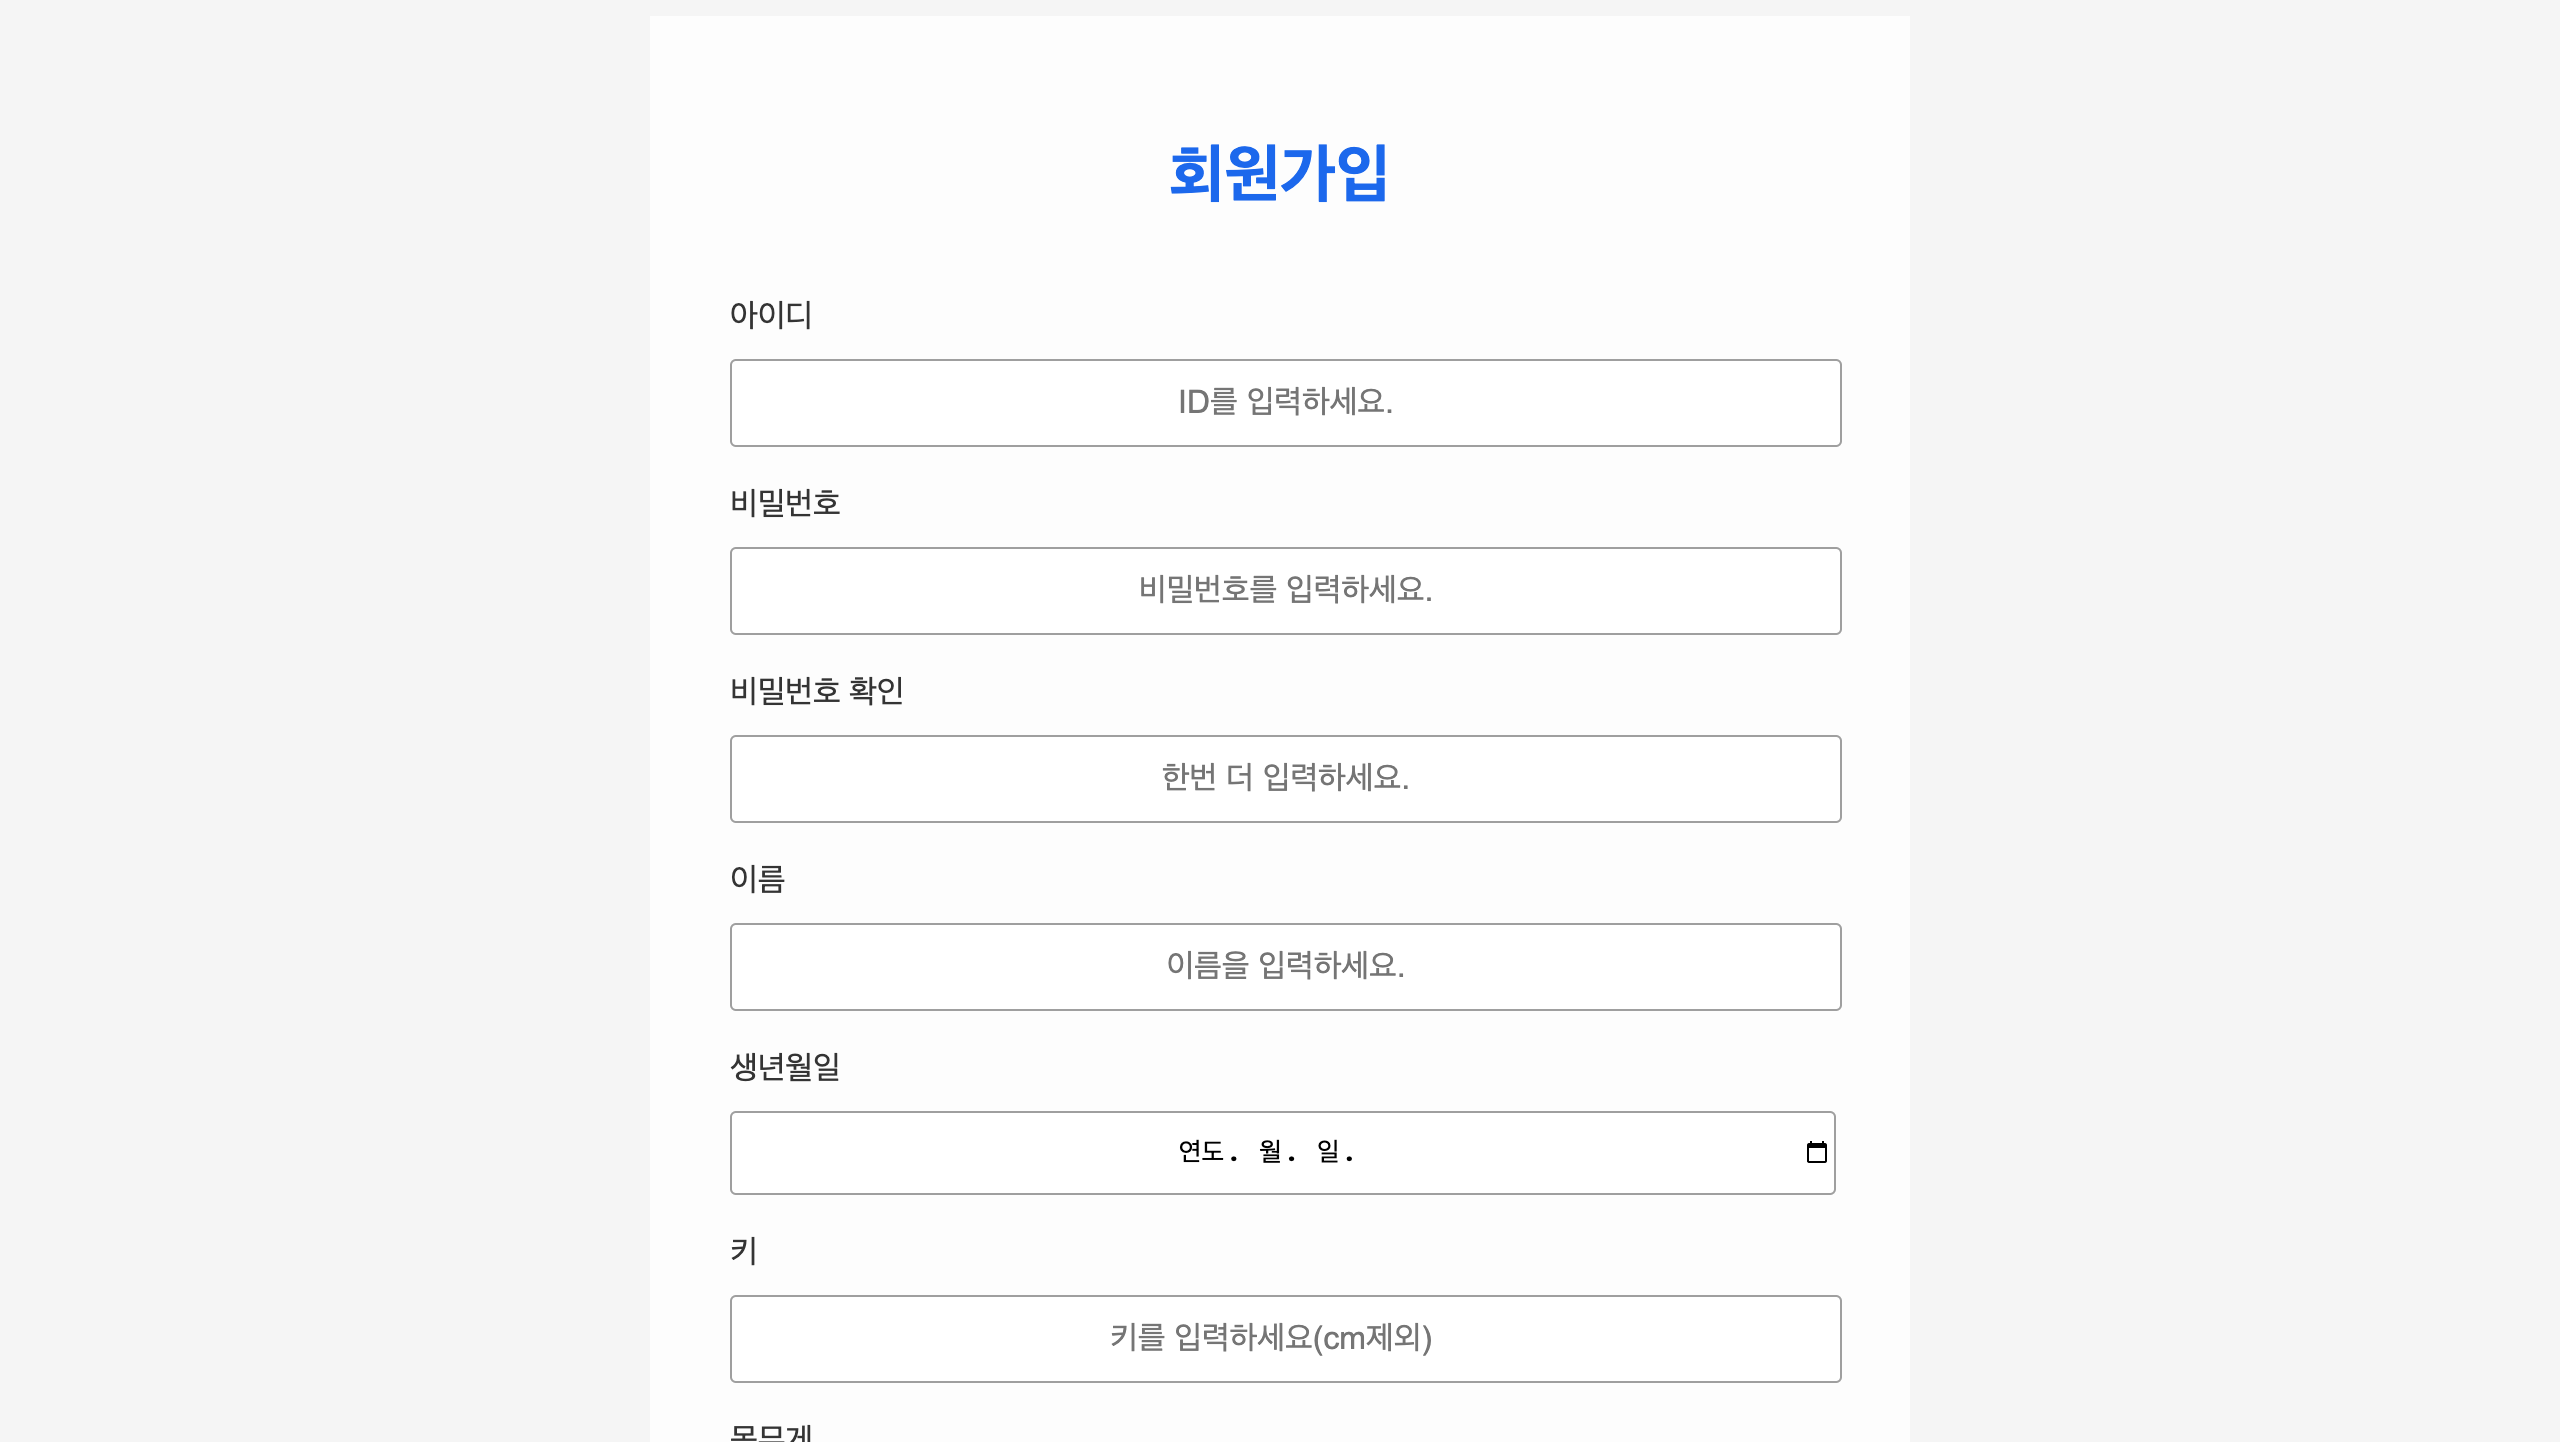 회원가입
아이디
ID를 입력하세요.
비밀번호
비밀번호를 입력하세요.
비밀번호 확인
한번 더 입력하세요.
이름
이름을 입력하세요.
생년월일
연도. 월. 일.
키
키를 입력하세요(cm제외)
몸무게